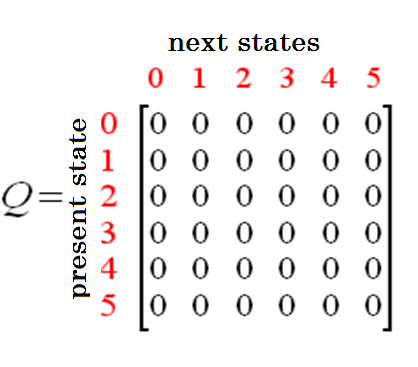 next states
0 1 2 3 4 5
Q =
present state
0 0 0 0 0 0 0
1 0 0 0 0 0 0
2 0 0 0 0 0 0
3 0 0 0 0 0 0
4 0 0 0 0 0 0
5 0 0 0 0 0 0